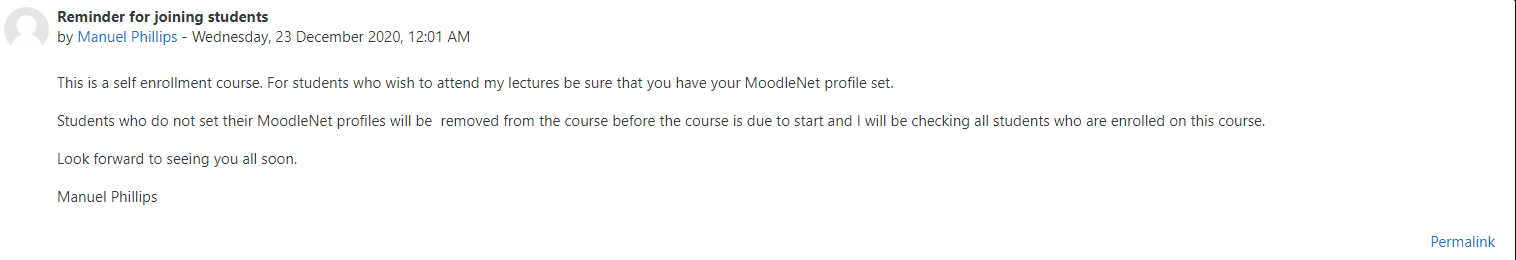 Reminder for joining students
by Manuel Phillips - Wednesday, 23 December 2020, 12:01 AM
This is a self enrollment course. For students who wish to attend my lectures be sure that you have your MoodleNet profile set.
Students who do not set their MoodleNet profiles will be  removed from the course before the course is due to start and I will be checking all students who are enrolled on this course.
Look forward to seeing you all soon.
Manuel Phillips
Permalink